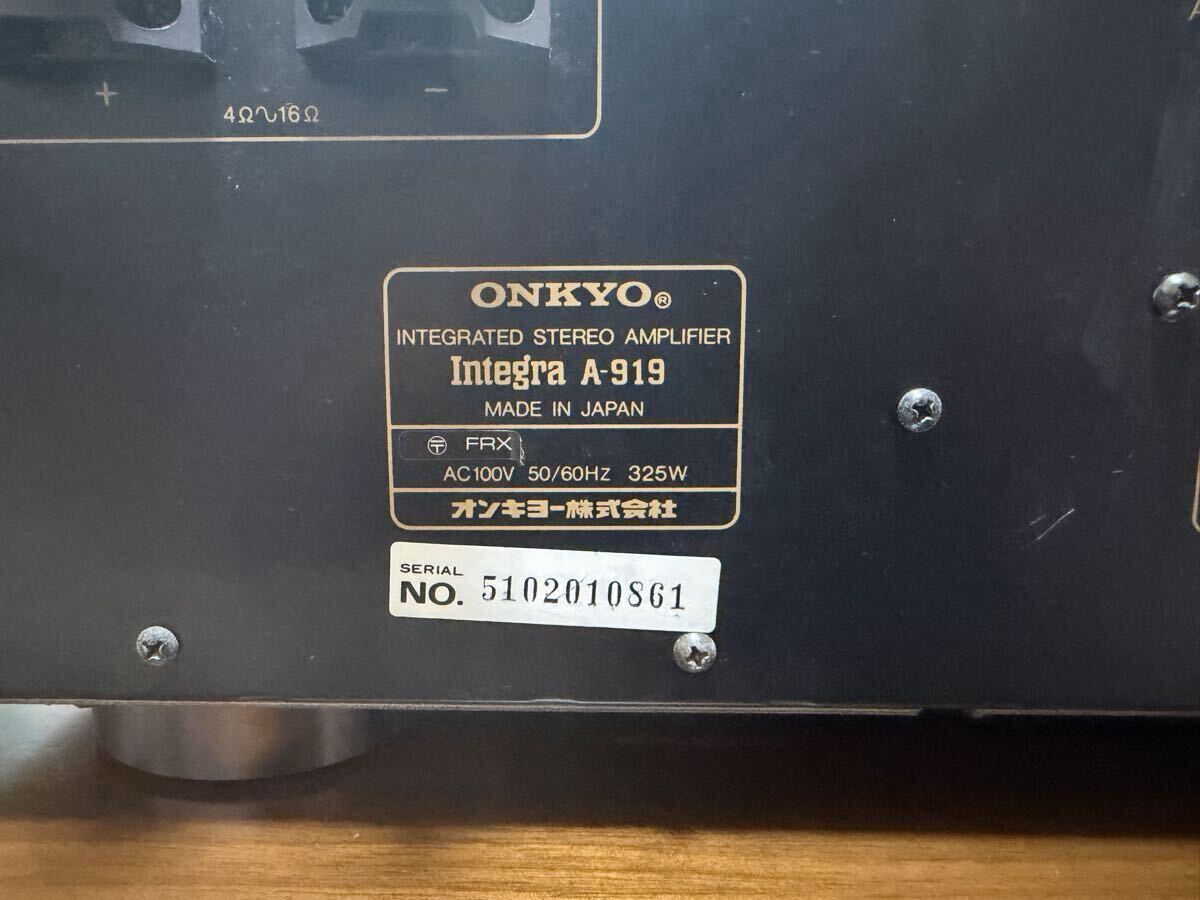 + -
4Ω~16Ω
ONKYO®
INTEGRATED STEREO AMPLIFIER
Integra A-919
MADE IN JAPAN
〶 FRX
AC100V 50/60Hz 325W
オンキヨー株式会社
SERIAL
NO. 5102010861